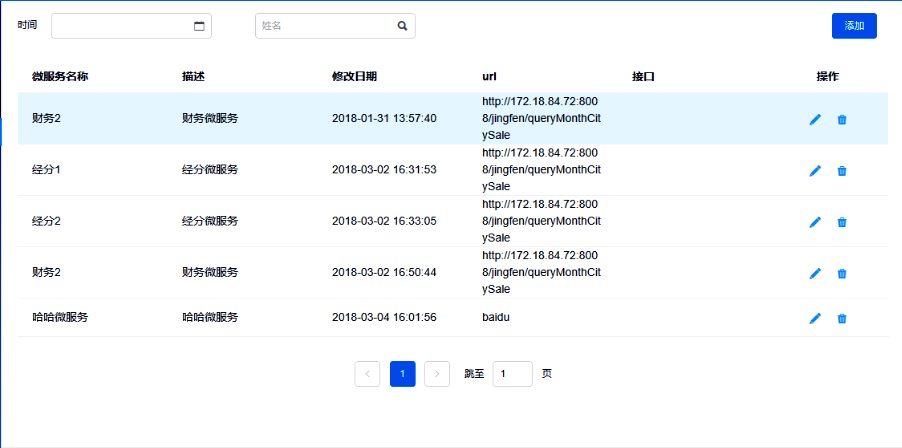 时间 姓名 添加
微服务名称 描述 修改日期 url 接口 操作
财务2 财务微服务 2018-01-31 13:57:40 http://172.18.84.72:800
8/jingfen/queryMonthCit
ySale
经分1 经分微服务 2018-03-02 16:31:53 http://172.18.84.72:800
8/jingfen/queryMonthCit
ySale
经分2 经分微服务 2018-03-02 16:33:05 http://172.18.84.72:800
8/jingfen/queryMonthCit
ySale
财务2 财务微服务 2018-03-02 16:50:44 http://172.18.84.72:800
8/jingfen/queryMonthCit
ySale
哈哈微服务 哈哈微服务 2018-03-04 16:01:56 baidu
< 1 > 跳至 1 页